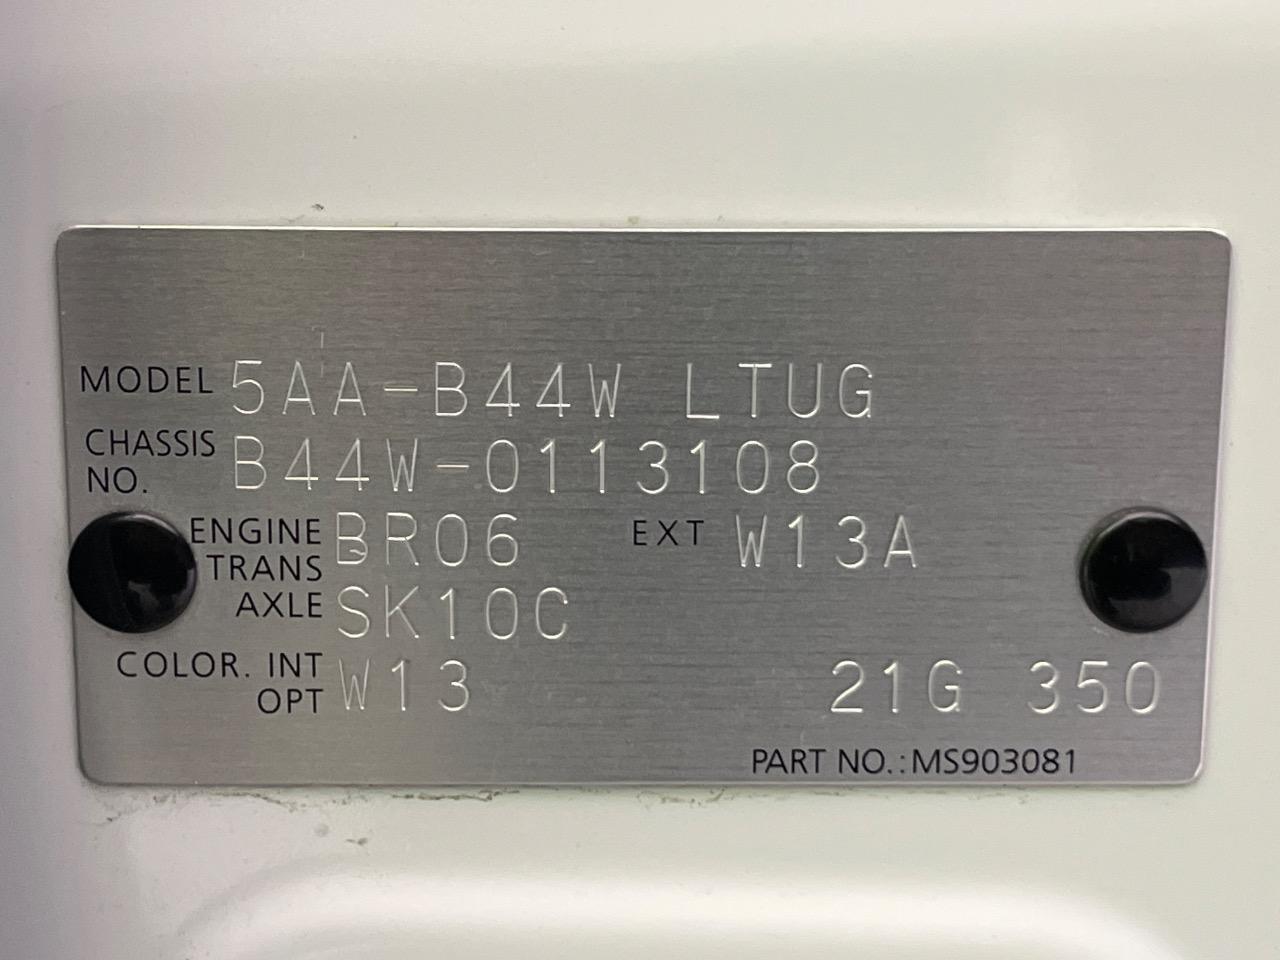 MODEL 5AA-B44W LTUG
CHASSIS NO. B44W-0113108
ENGINE BR06 EXT W13A
TRANS AXLE SK10C
COLOR. INT OPT W13 21G 350
PART NO.:MS903081